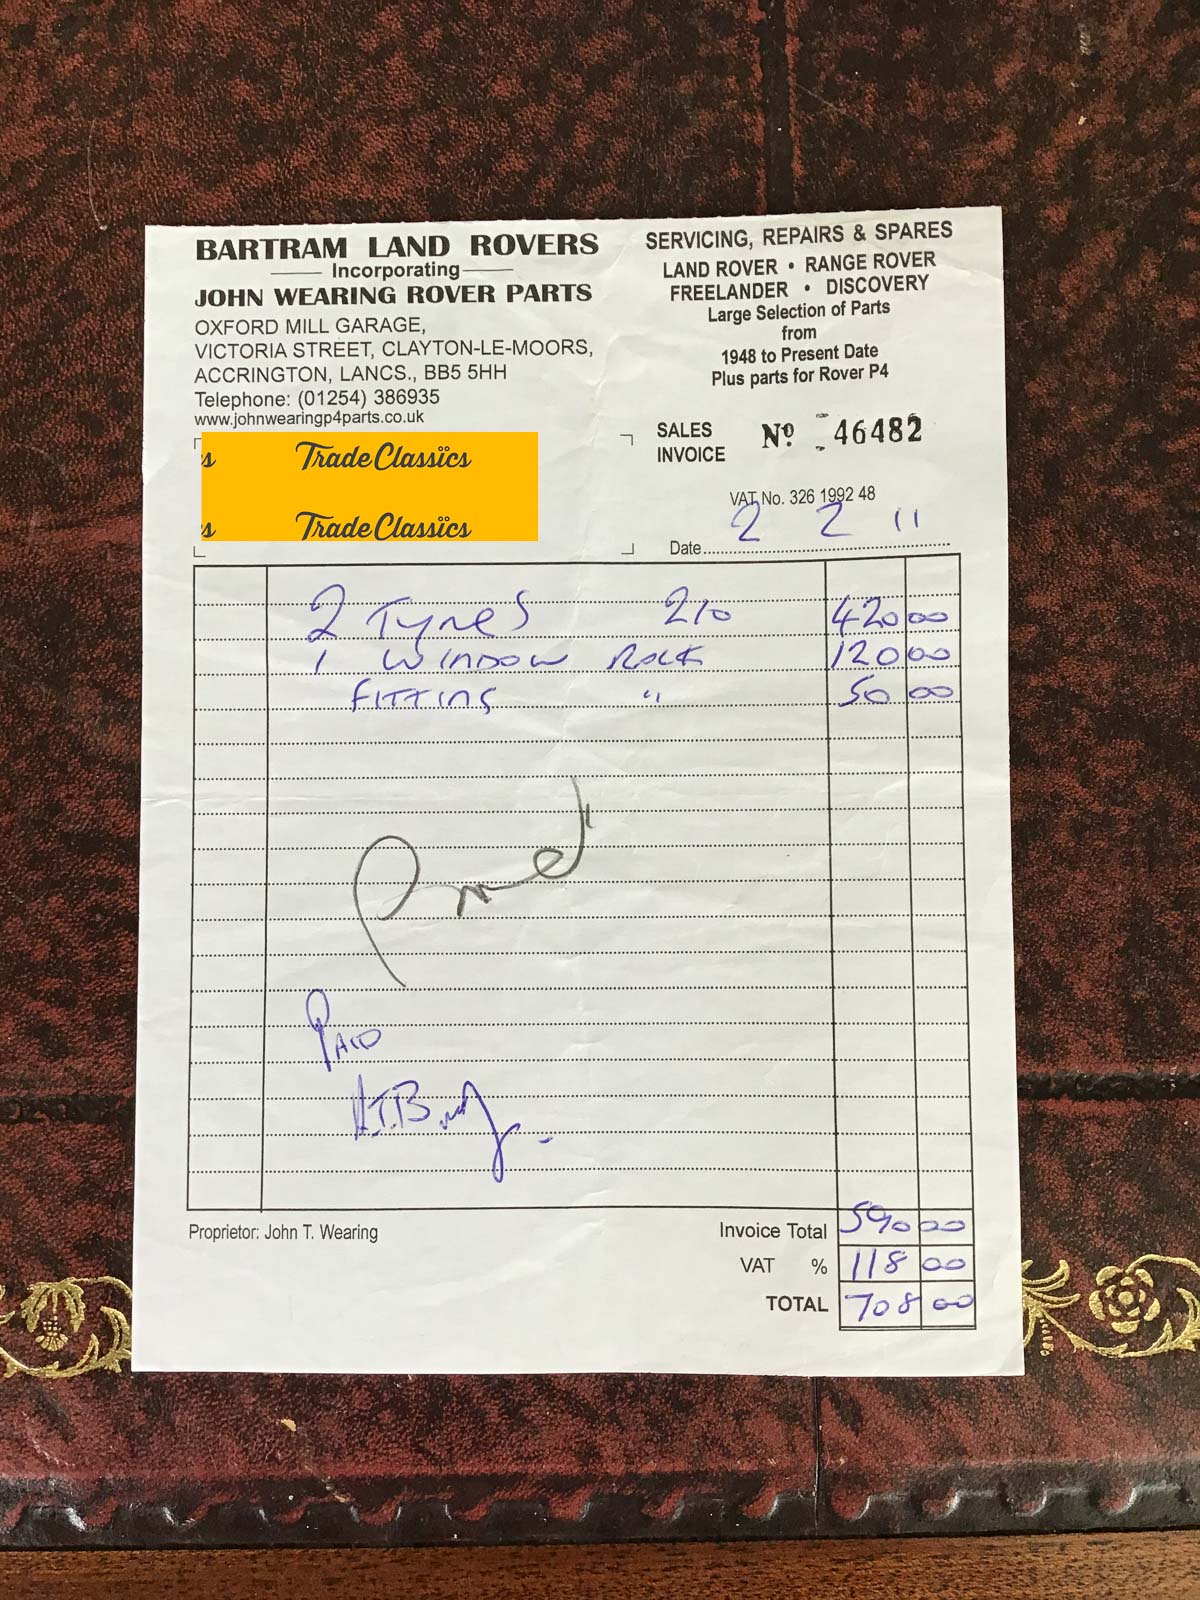 BARTRAM LAND ROVERS
Incorporating
JOHN WEARING ROVER PARTS
OXFORD MILL GARAGE,
VICTORIA STREET, CLAYTON-LE-MOORS,
ACCRINGTON, LANCS., BB5 5HH
Telephone: (01254) 386935
www.johnwearingp4parts.co.uk
SERVICING, REPAIRS & SPARES
LAND ROVER • RANGE ROVER
FREELANDER • DISCOVERY
Large Selection of Parts
from
1948 to Present Date
Plus parts for Rover P4
s Trade Classics
s Trade Classics
SALES INVOICE Nº 46482
VAT No. 326 1992 48
Date 2 2 11
2 Tyres 210 420 00
1 WINDOW 120 00
FITTING " 50 00
PAID
Proprietor: John T. Wearing
Invoice Total 590 00
VAT % 118 00
TOTAL 708 00